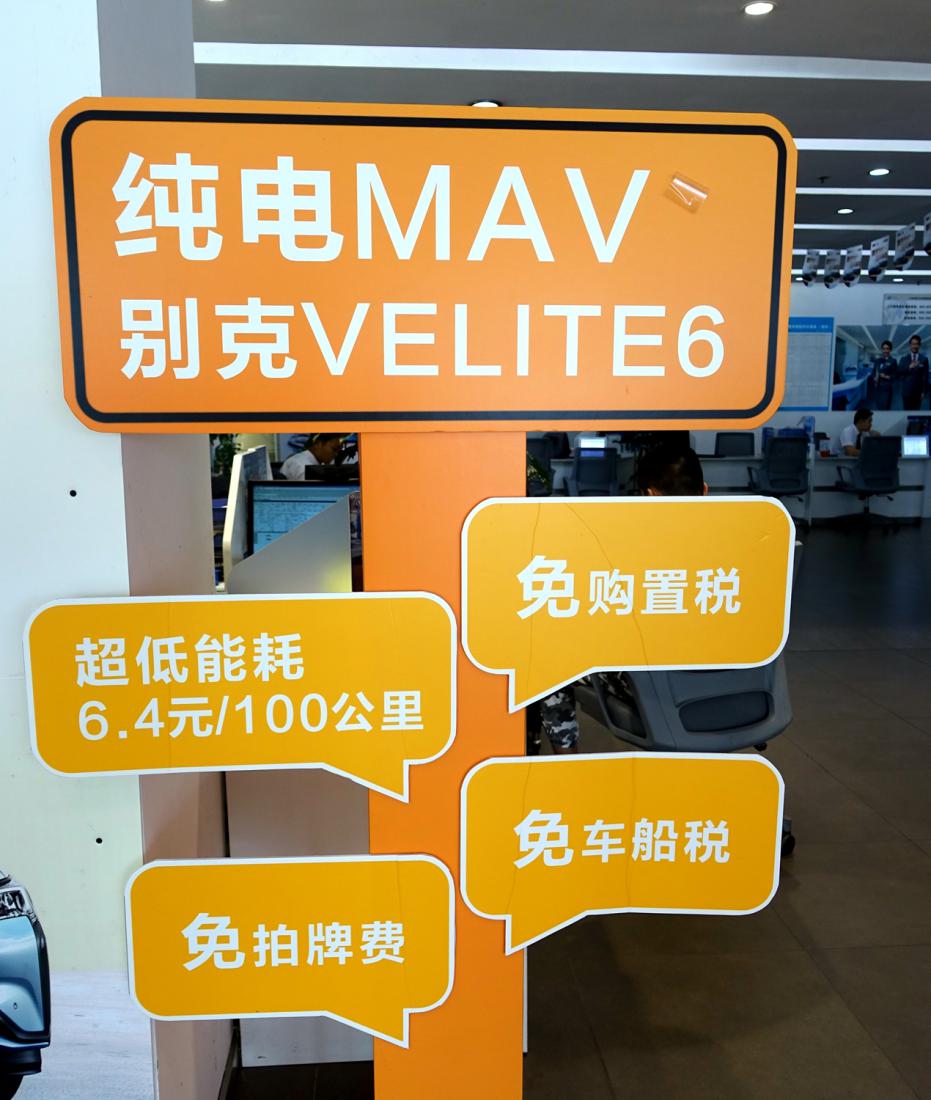 纯电MAV
别克VELITE6
免购置税
超低能耗
6.4元/100公里
免车船税
免拍牌费